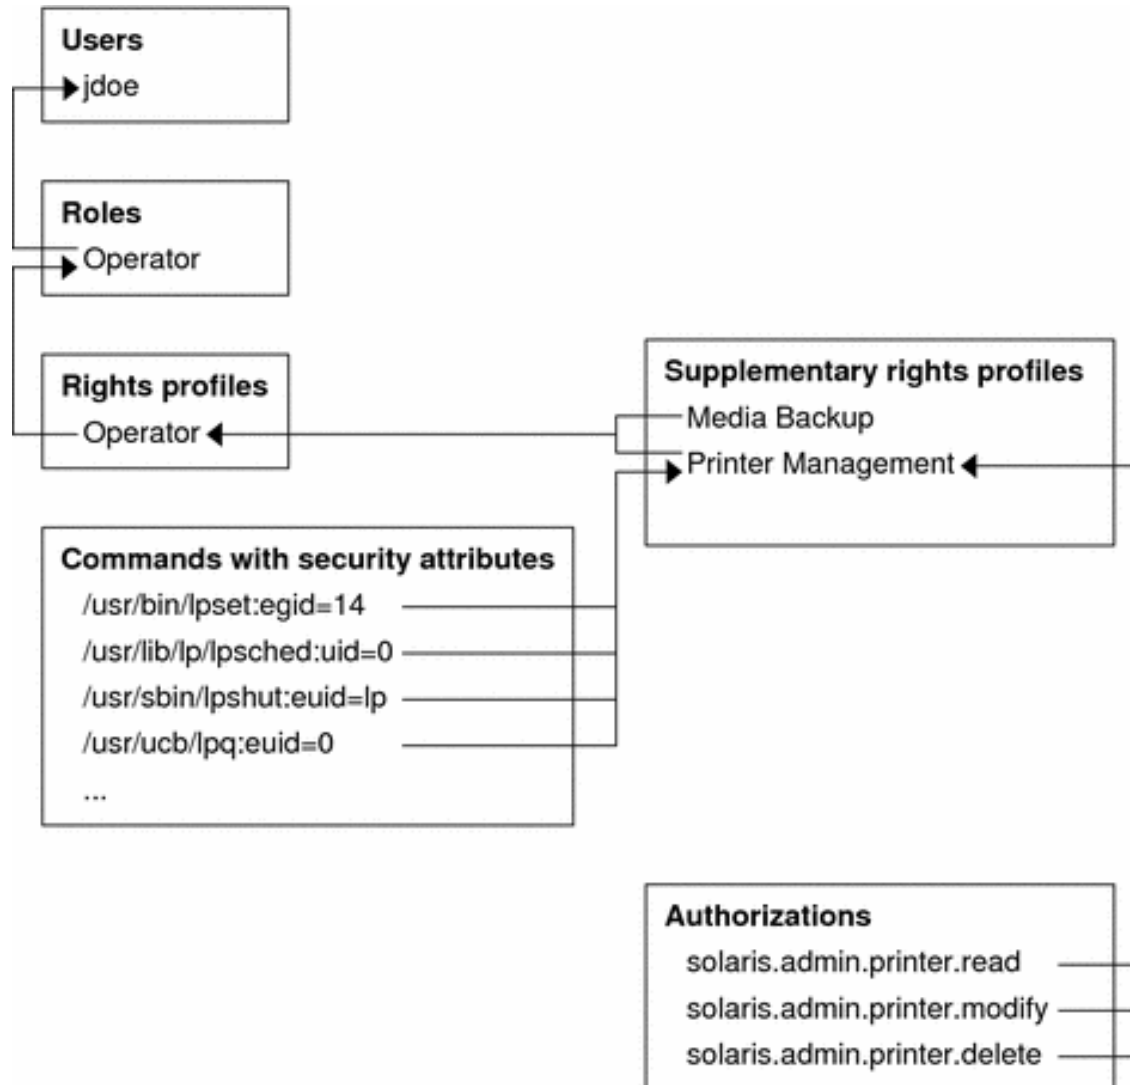 Users
jdoe
Roles
Operator
Rights profiles
Operator
Supplementary rights profiles
Media Backup
Printer Management
Commands with security attributes
/usr/bin/lpset:egid=14
/usr/lib/lp/lpsched:uid=0
/usr/sbin/lpshut:euid=lp
/usr/ucb/lpq:euid=0
...
Authorizations
solaris.admin.printer.read
solaris.admin.printer.modify
solaris.admin.printer.delete